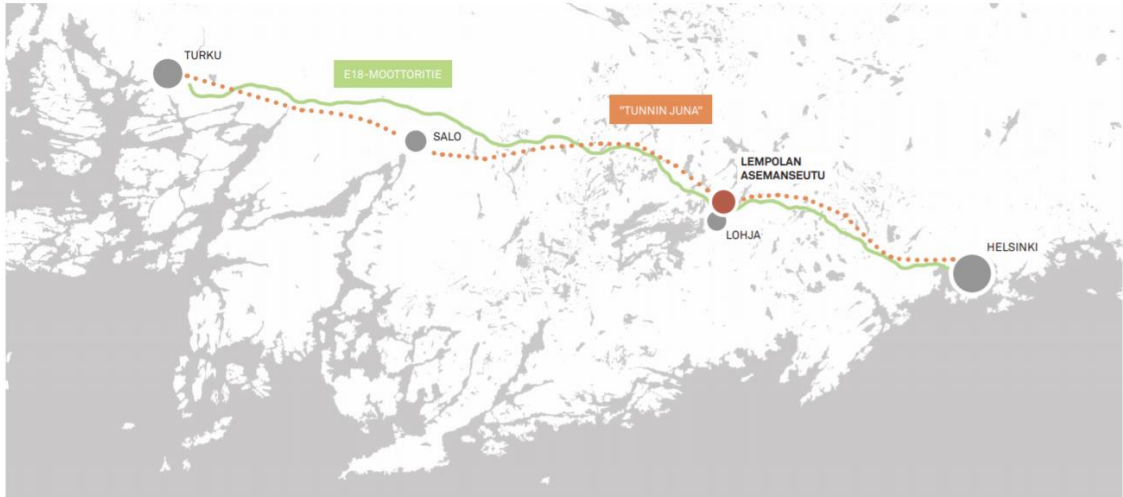 TURKU
E18-MOOTTORITIE
"TUNNIN JUNA"
SALO
LEMPOLAN
ASEMANSEUTU
LOHJA
HELSINKI